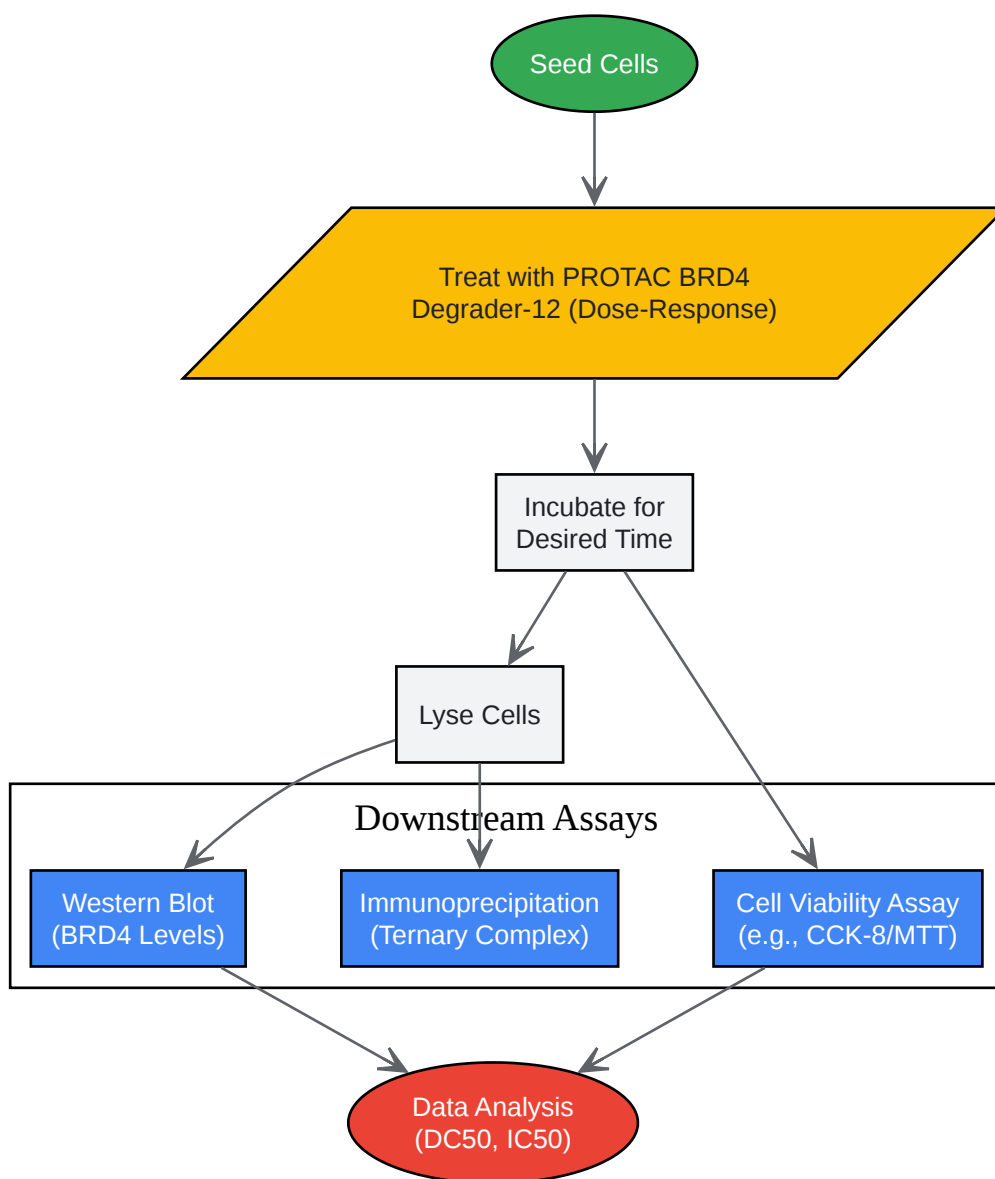 Seed Cells
Treat with PROTAC BRD4
Degrader-12 (Dose-Response)
Incubate for
Desired Time
Lyse Cells
Downstream Assays
Western Blot
(BRD4 Levels)
Immunoprecipitation
(Ternary Complex)
Cell Viability Assay
(e.g., CCK-8/MTT)
Data Analysis
(DC50, IC50)